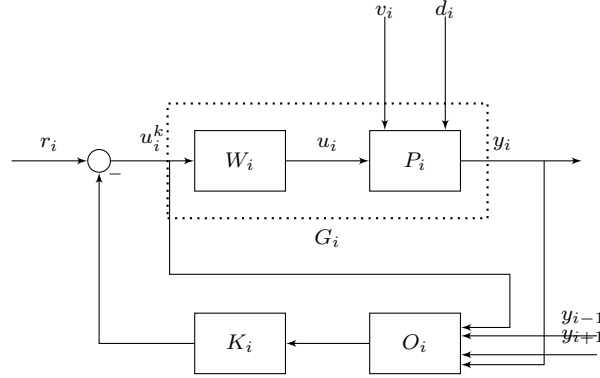 v_i d_i
r_i u_i^k W_i u_i P_i y_i
−
G_i
y_{i−1}
y_{i+1}
K_i O_i